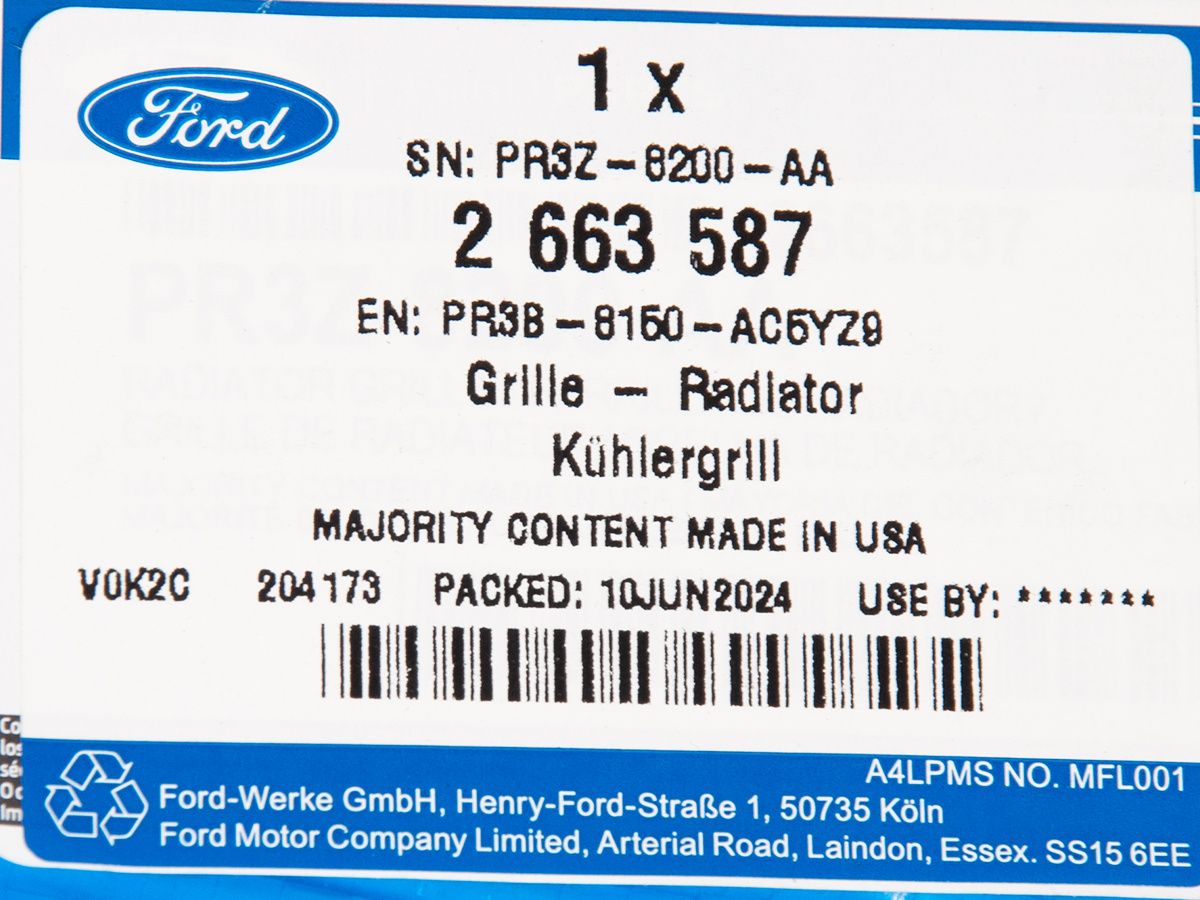 Ford
1 x
SN: PR3Z-8200-AA
2 663 587
EN: PR3B-8150-AC5YZ9
Grille - Radiator
Kühlergrill
MAJORITY CONTENT MADE IN USA
V0K2C 204173 PACKED: 10JUN2024 USE BY: *******
A4LPMS NO. MFL001
Ford-Werke GmbH, Henry-Ford-Straße 1, 50735 Köln
Ford Motor Company Limited, Arterial Road, Laindon, Essex. SS15 6EE